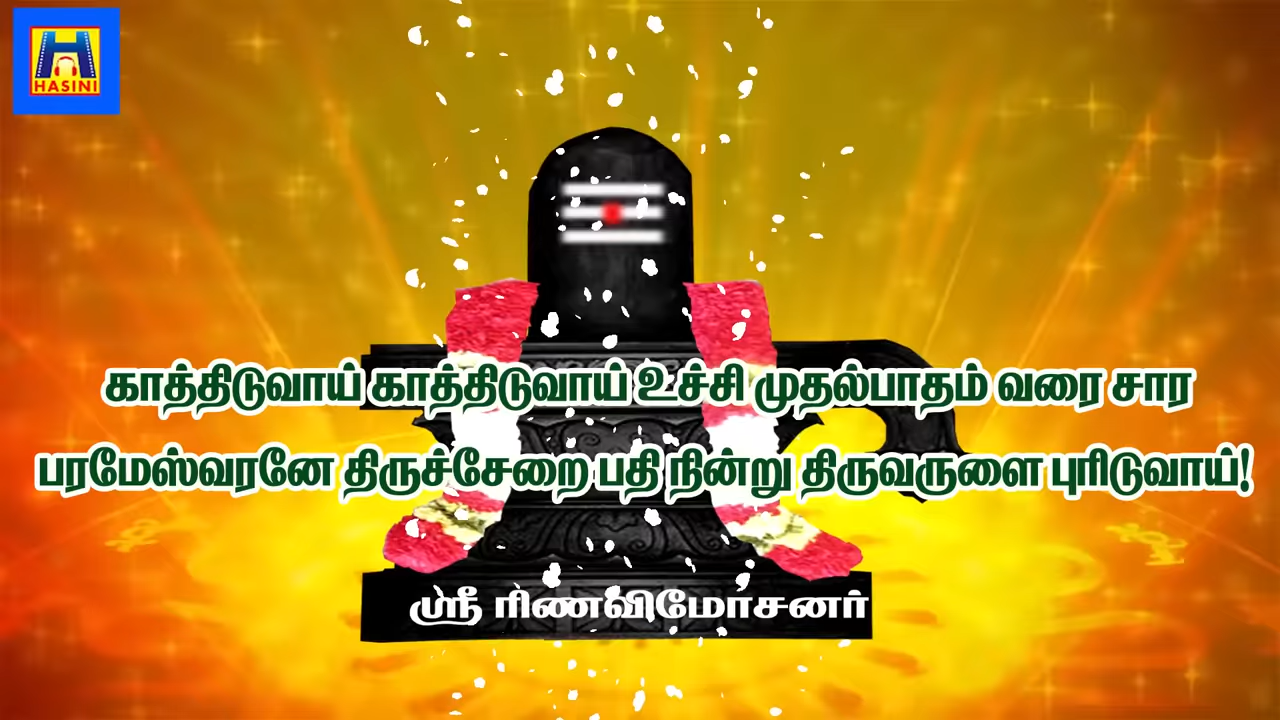 HASINI
காத்திடுவாய் காத்திடுவாய் உச்சி முதல்பாதம் வரை சார
பரமேஸ்வரனே திருச்சேறை பதி நின்று திருவருளை புரிடுவாய்!
ஸ்ரீ ரிணவிமோசனர்